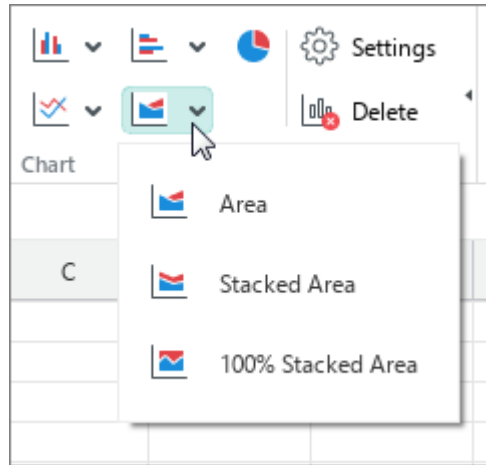 Settings
Delete
Chart
Area
C
Stacked Area
100% Stacked Area